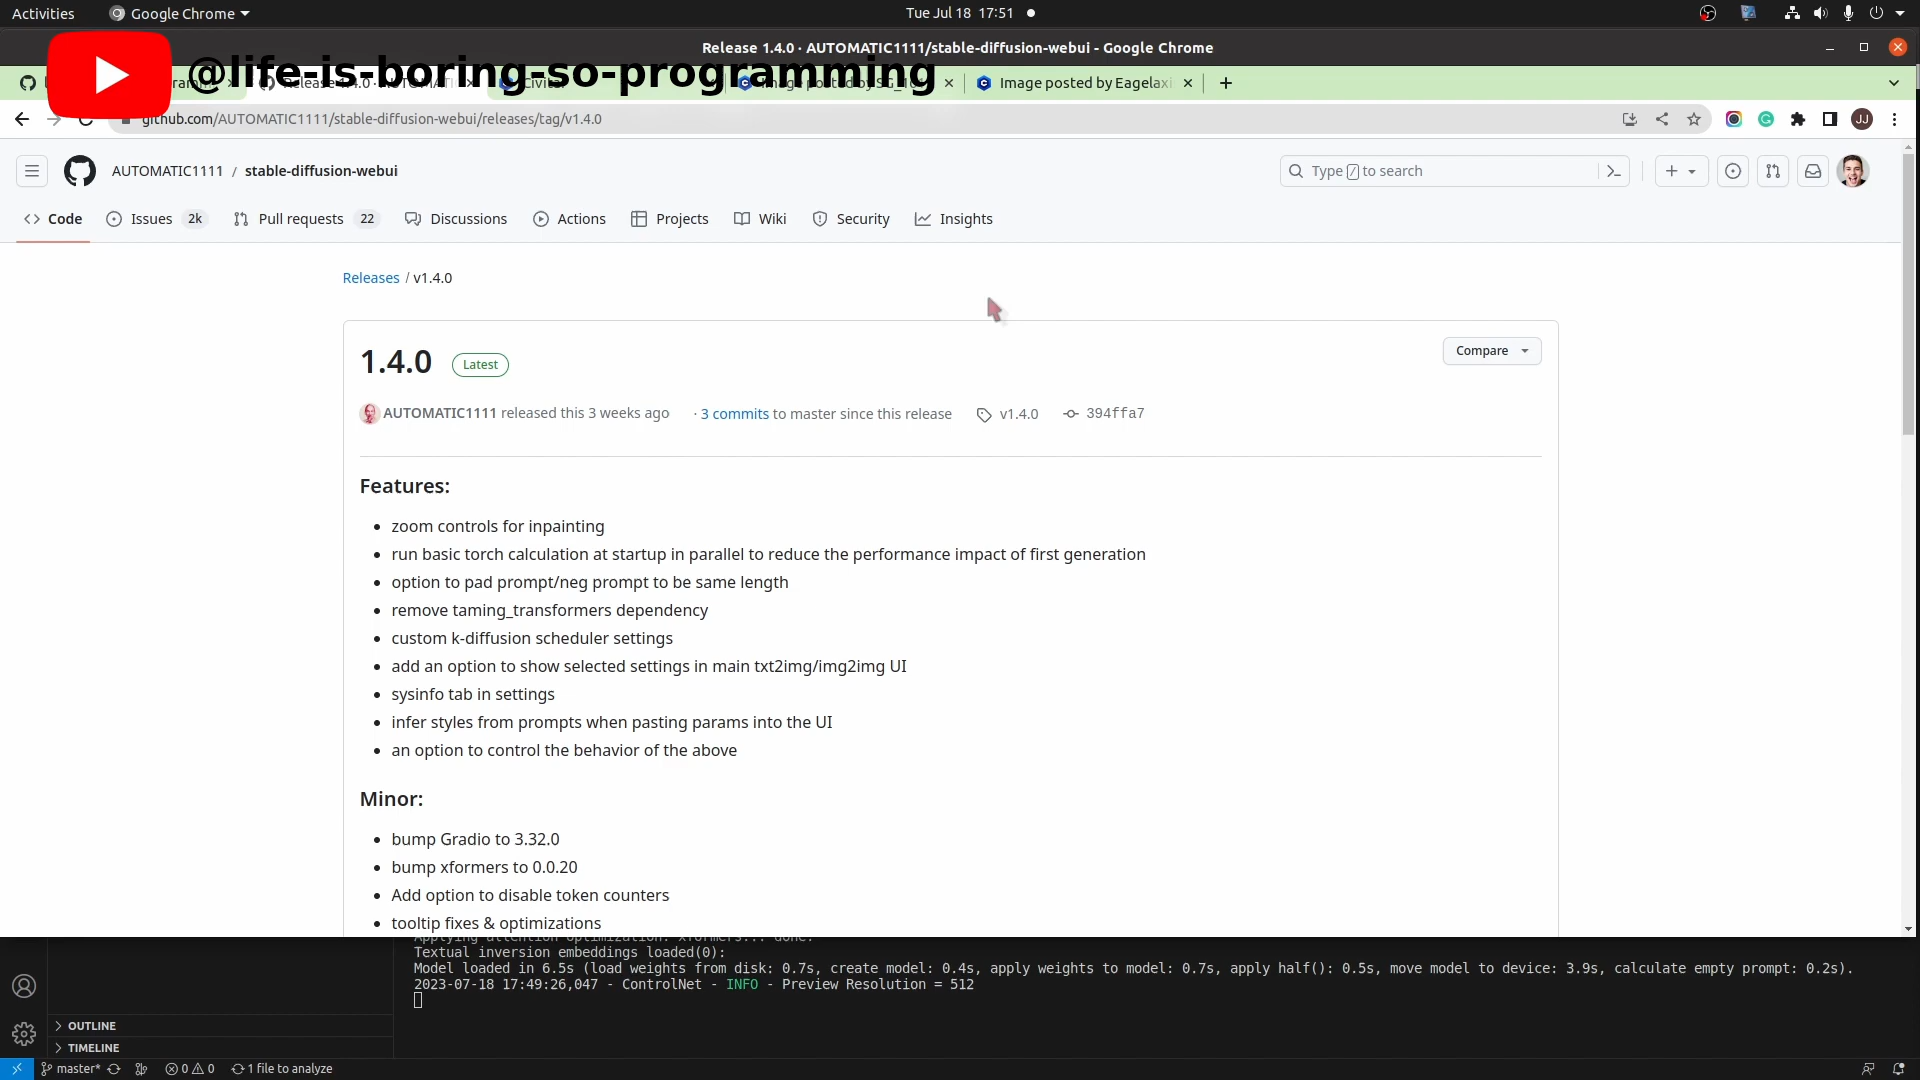 Activities
Google Chrome
Tue Jul 18 17:51
Release 1.4.0 · AUTOMATIC1111/stable-diffusion-webui - Google Chrome
@life-is-boring-so-programming
Image posted by Eagelaxi
github.com/AUTOMATIC1111/stable-diffusion-webui/releases/tag/v1.4.0
JJ
AUTOMATIC1111 / stable-diffusion-webui
Type / to search
Code
Issues 2k
Pull requests 22
Discussions
Actions
Projects
Wiki
Security
Insights
Releases / v1.4.0
1.4.0 Latest
Compare
AUTOMATIC1111 released this 3 weeks ago · 3 commits to master since this release v1.4.0 394ffa7
Features:
• zoom controls for inpainting
• run basic torch calculation at startup in parallel to reduce the performance impact of first generation
• option to pad prompt/neg prompt to be same length
• remove taming_transformers dependency
• custom k-diffusion scheduler settings
• add an option to show selected settings in main txt2img/img2img UI
• sysinfo tab in settings
• infer styles from prompts when pasting params into the UI
• an option to control the behavior of the above
Minor:
• bump Gradio to 3.32.0
• bump xformers to 0.0.20
• Add option to disable token counters
• tooltip fixes & optimizations
Applying attention optimization: xformers... done.
Textual inversion embeddings loaded(0):
Model loaded in 6.5s (load weights from disk: 0.7s, create model: 0.4s, apply weights to model: 0.7s, apply half(): 0.5s, move model to device: 3.9s, calculate empty prompt: 0.2s).
2023-07-18 17:49:26,047 - ControlNet - INFO - Preview Resolution = 512
OUTLINE
TIMELINE
master* 0 0 1 file to analyze